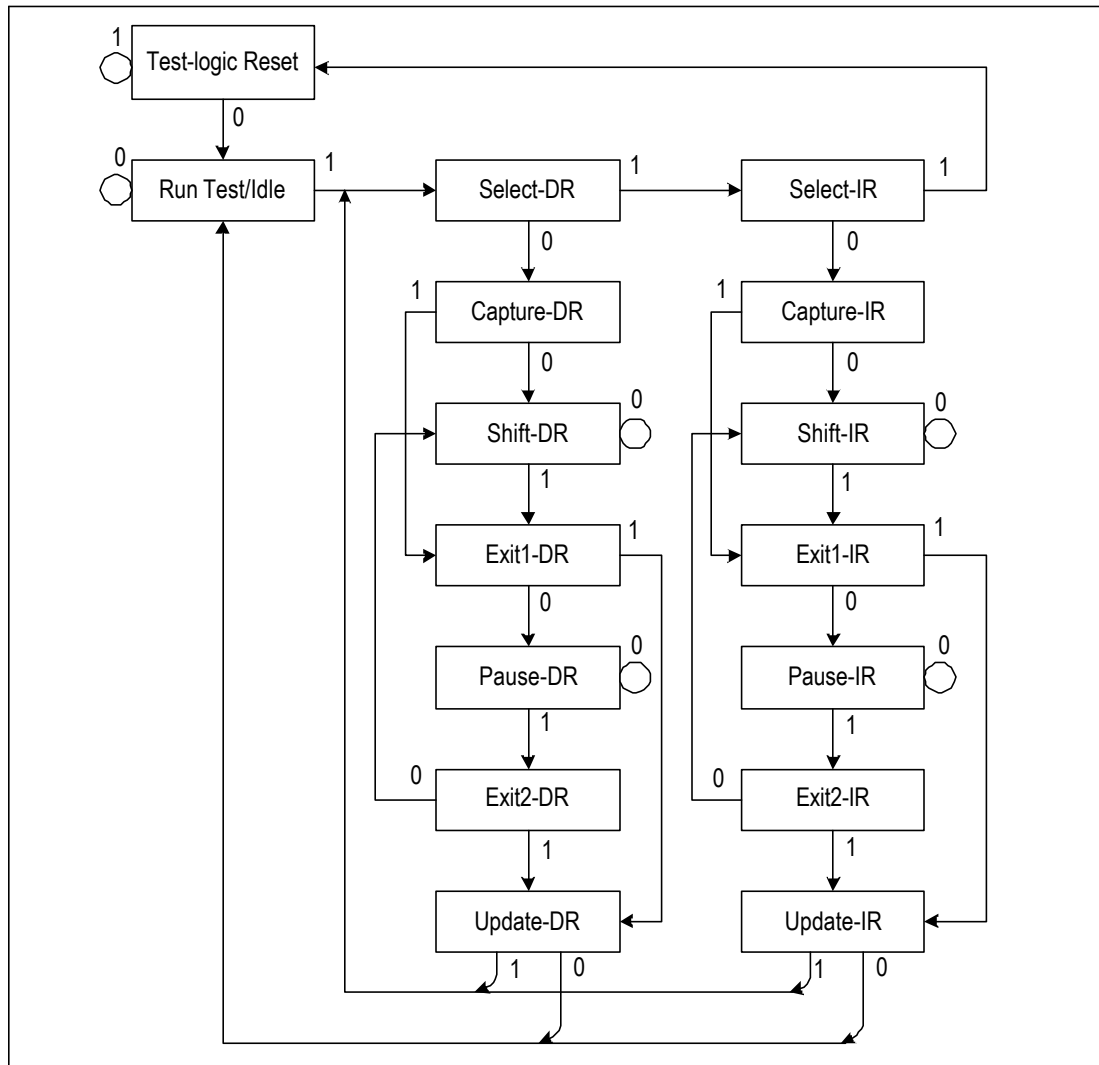 1
Test-logic Reset
0
0
Run Test/Idle
1
Select-DR
1
Select-IR
1
0
0
1
Capture-DR
1
Capture-IR
0
0
Shift-DR
0
Shift-IR
0
1
1
Exit1-DR
1
Exit1-IR
1
0
0
Pause-DR
0
Pause-IR
0
1
1
0
Exit2-DR
0
Exit2-IR
1
1
Update-DR
Update-IR
1
0
1
0